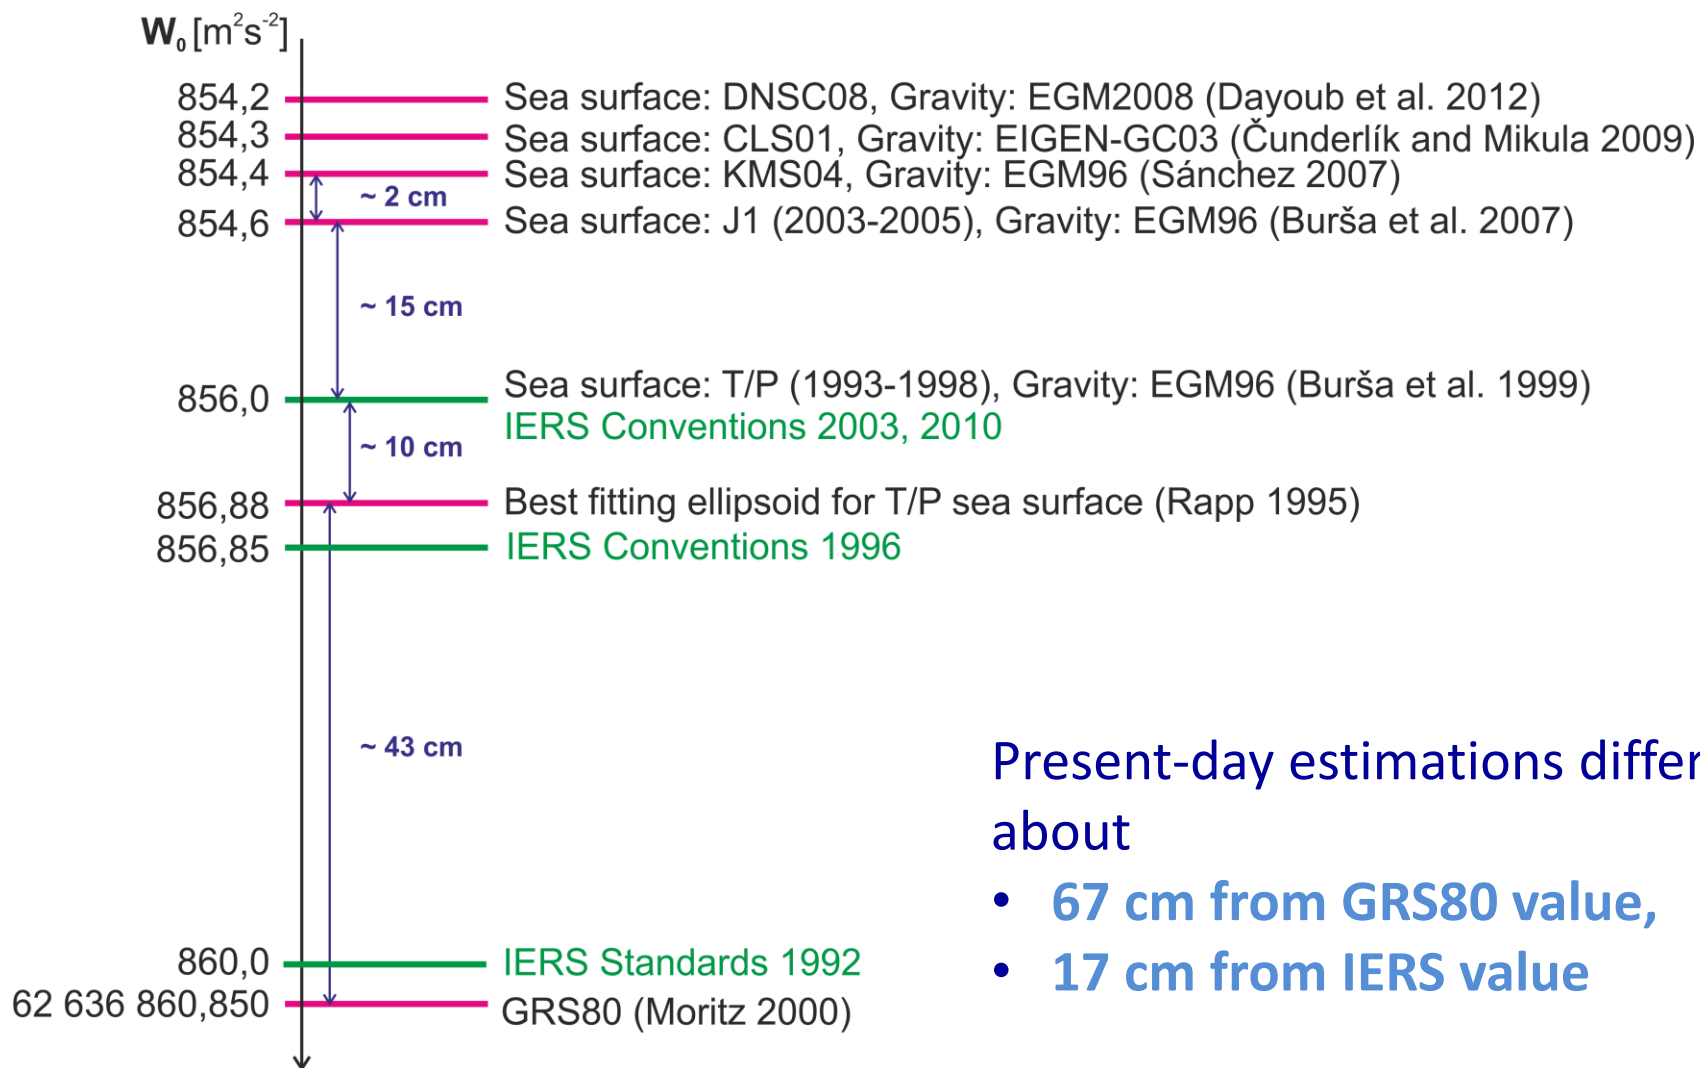 W₀ [m²s⁻²]
854,2 Sea surface: DNSC08, Gravity: EGM2008 (Dayoub et al. 2012)
854,3 Sea surface: CLS01, Gravity: EIGEN-GC03 (Čunderlík and Mikula 2009)
854,4 Sea surface: KMS04, Gravity: EGM96 (Sánchez 2007)
~ 2 cm
854,6 Sea surface: J1 (2003-2005), Gravity: EGM96 (Burša et al. 2007)
~ 15 cm
856,0 Sea surface: T/P (1993-1998), Gravity: EGM96 (Burša et al. 1999)
IERS Conventions 2003, 2010
~ 10 cm
856,88 Best fitting ellipsoid for T/P sea surface (Rapp 1995)
856,85 IERS Conventions 1996
~ 43 cm
Present-day estimations differ
about
• 67 cm from GRS80 value,
• 17 cm from IERS value
860,0 IERS Standards 1992
62 636 860,850 GRS80 (Moritz 2000)